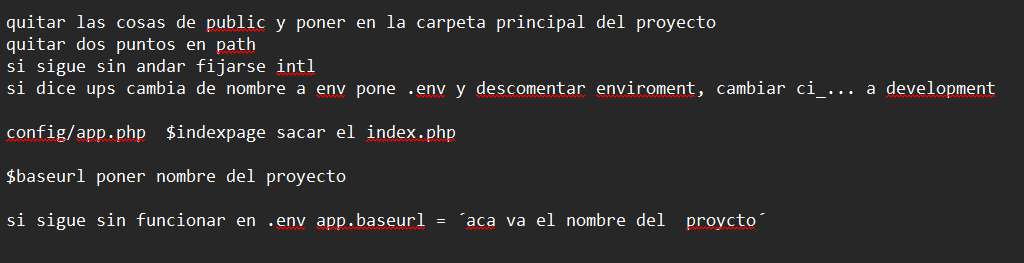 quitar las cosas de public y poner en la carpeta principal del proyecto
quitar dos puntos en path
si sigue sin andar fijarse intl
si dice ups cambia de nombre a env pone .env y descomentar enviroment, cambiar ci_... a development
config/app.php  $indexpage sacar el index.php
$baseurl poner nombre del proyecto
si sigue sin funcionar en .env app.baseurl = ´aca va el nombre del  proycto´